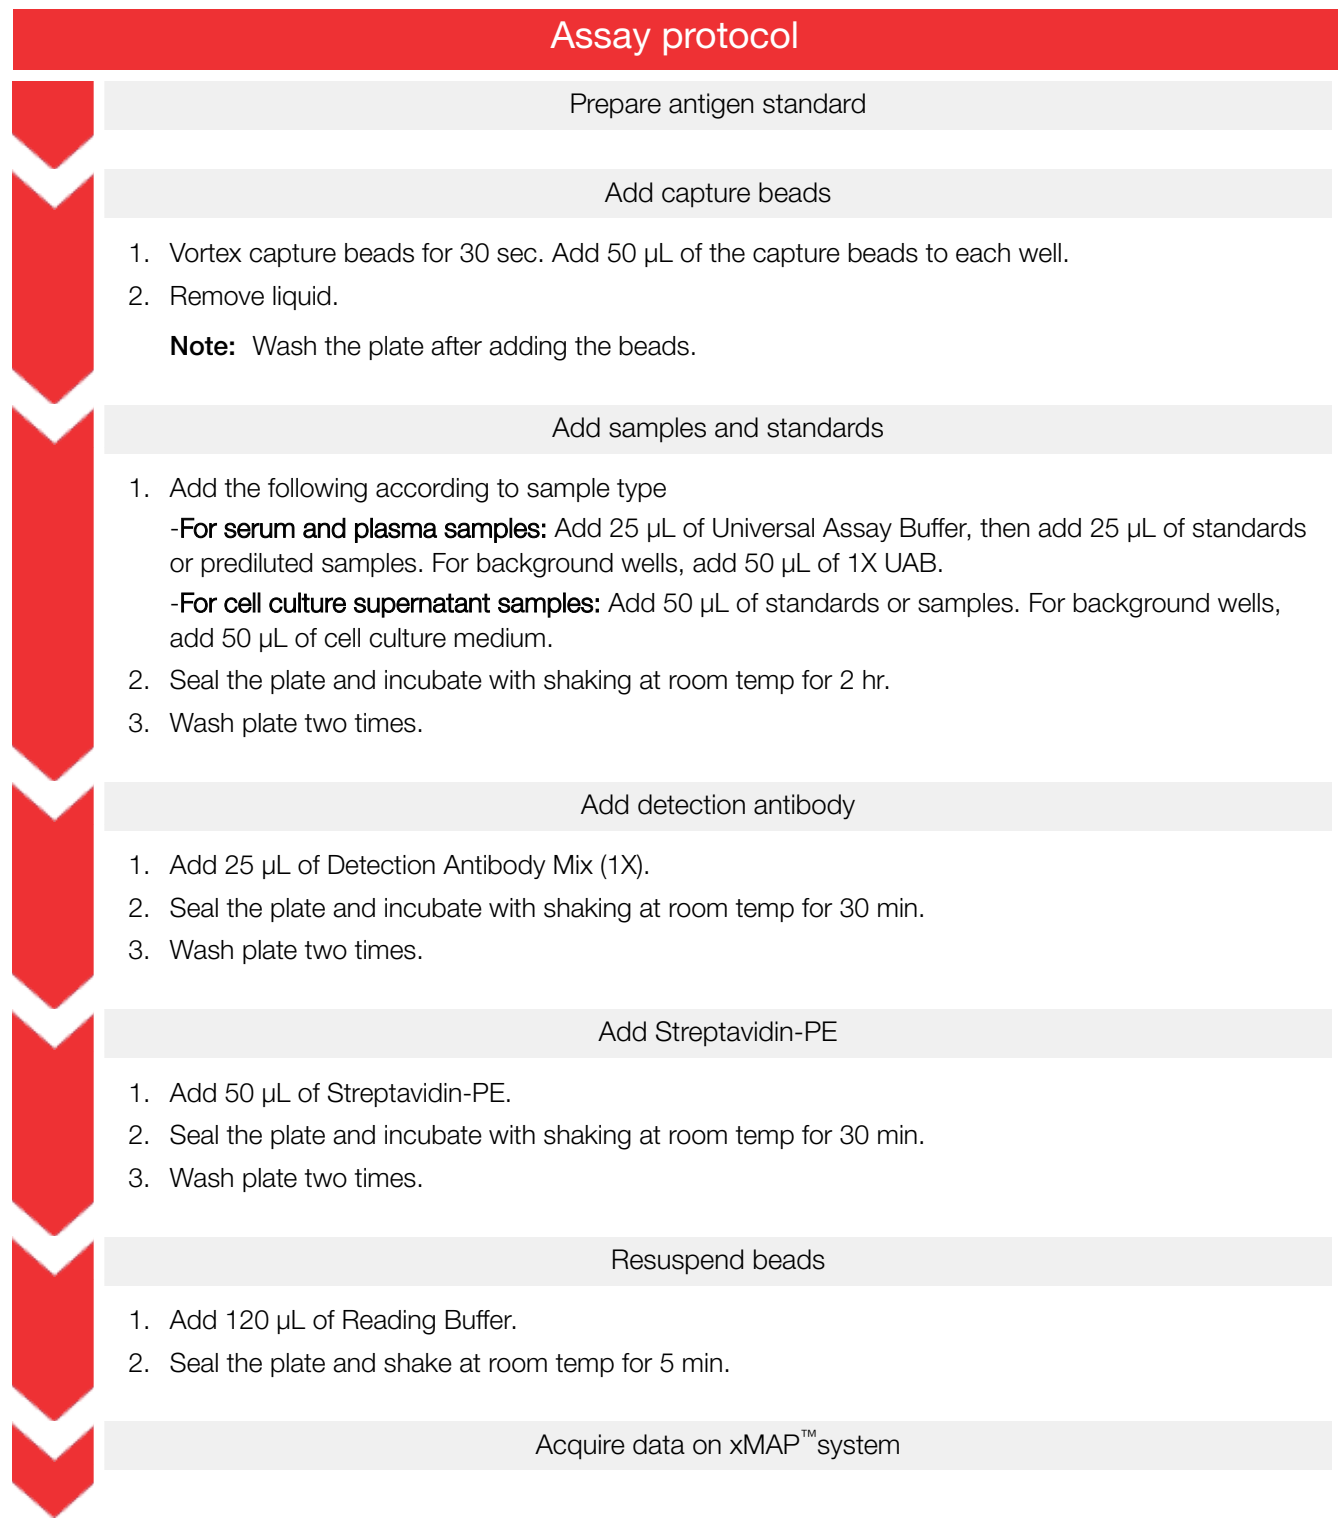 Assay protocol
Prepare antigen standard
Add capture beads
1. Vortex capture beads for 30 sec. Add 50 µL of the capture beads to each well.
2. Remove liquid.
Note: Wash the plate after adding the beads.
Add samples and standards
1. Add the following according to sample type
-For serum and plasma samples: Add 25 µL of Universal Assay Buffer, then add 25 µL of standards
or prediluted samples. For background wells, add 50 µL of 1X UAB.
-For cell culture supernatant samples: Add 50 µL of standards or samples. For background wells,
add 50 µL of cell culture medium.
2. Seal the plate and incubate with shaking at room temp for 2 hr.
3. Wash plate two times.
Add detection antibody
1. Add 25 µL of Detection Antibody Mix (1X).
2. Seal the plate and incubate with shaking at room temp for 30 min.
3. Wash plate two times.
Add Streptavidin-PE
1. Add 50 µL of Streptavidin-PE.
2. Seal the plate and incubate with shaking at room temp for 30 min.
3. Wash plate two times.
Resuspend beads
1. Add 120 µL of Reading Buffer.
2. Seal the plate and shake at room temp for 5 min.
Acquire data on xMAP™system